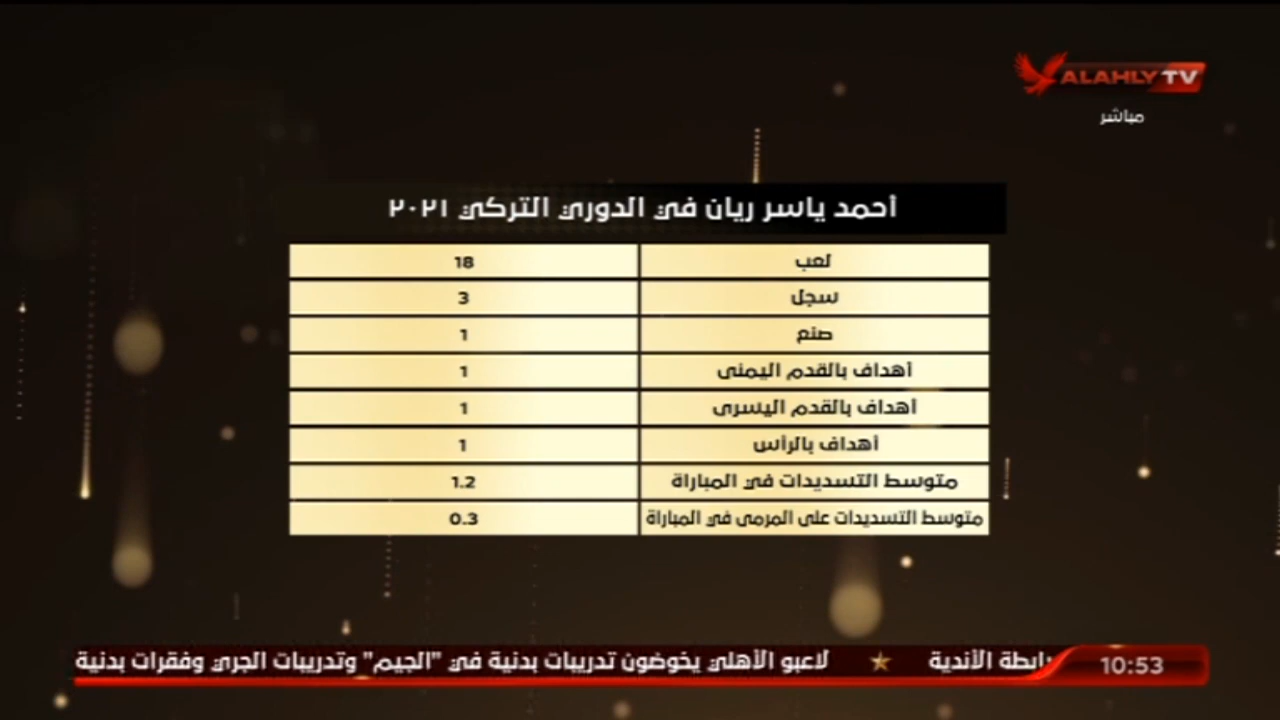 ALAHLY TV
مباشر
أحمد ياسر ريان في الدوري التركي ٢٠٢١
لعب 18
سجل 3
صنع 1
أهداف بالقدم اليمنى 1
أهداف بالقدم اليسرى 1
أهداف بالرأس 1
متوسط التسديدات في المباراة 1.2
متوسط التسديدات على المرمى في المباراة 0.3
10:53 رابطة الأندية ★ لاعبو الأهلي يخوضون تدريبات بدنية في "الجيم" وتدريبات الجري وفقرات بدنية